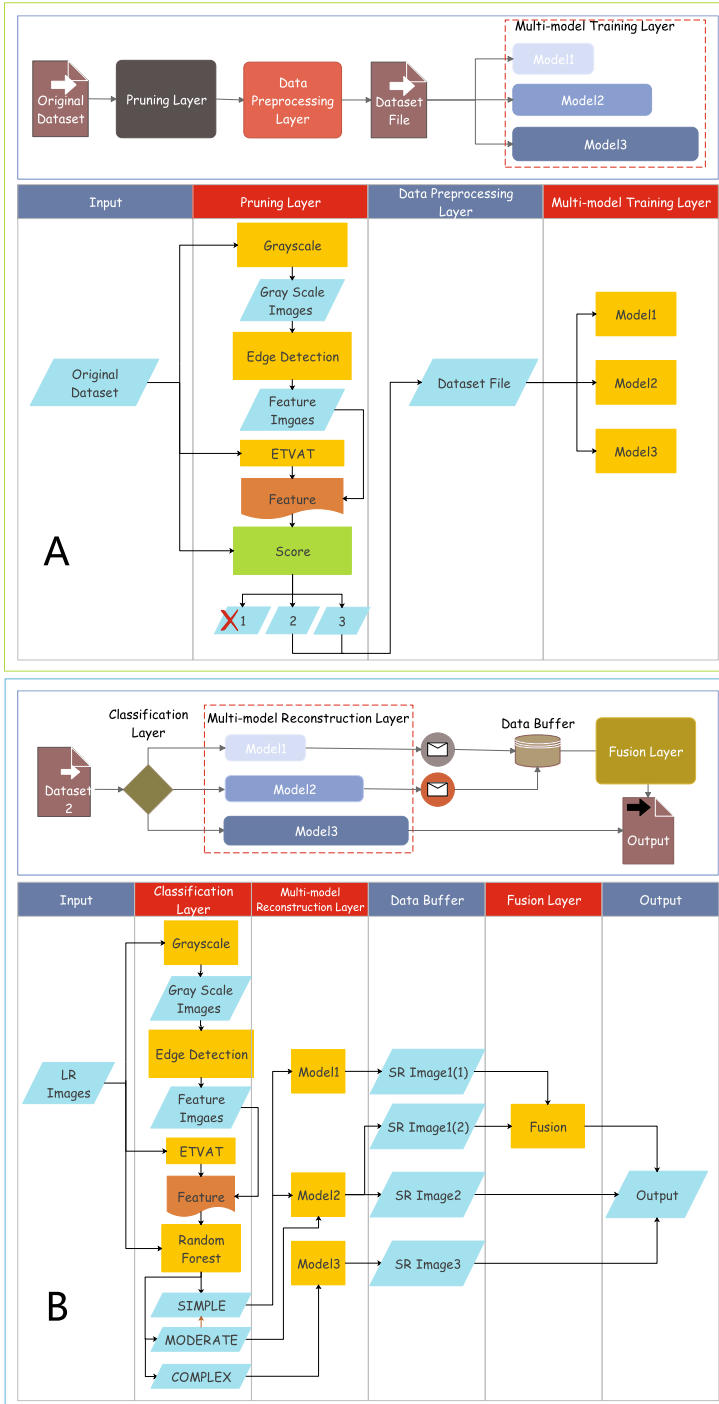 Multi-model Training Layer
Original
Dataset
Pruning Layer
Data
Preprocessing
Layer
Dataset
File
Model1
Model2
Model3
Input
Pruning Layer
Data Preprocessing
Layer
Multi-model Training Layer
Grayscale
Gray Scale
Images
Edge Detection
Original
Dataset
Feature
Imgaes
ETVAT
Feature
Score
X 1
2
3
Dataset File
Model1
Model2
Model3
A
Classification
Layer
Multi-model Reconstruction Layer
Data Buffer
Dataset
2
Model1
Model2
Model3
Fusion Layer
Output
Input
Classification
Layer
Multi-model
Reconstruction Layer
Data Buffer
Fusion Layer
Output
Grayscale
Gray Scale
Images
Edge Detection
LR
Images
Feature
Imgaes
ETVAT
Feature
Random
Forest
SIMPLE
MODERATE
COMPLEX
Model1
Model2
Model3
SR Image1(1)
SR Image1(2)
SR Image2
SR Image3
Fusion
Output
B